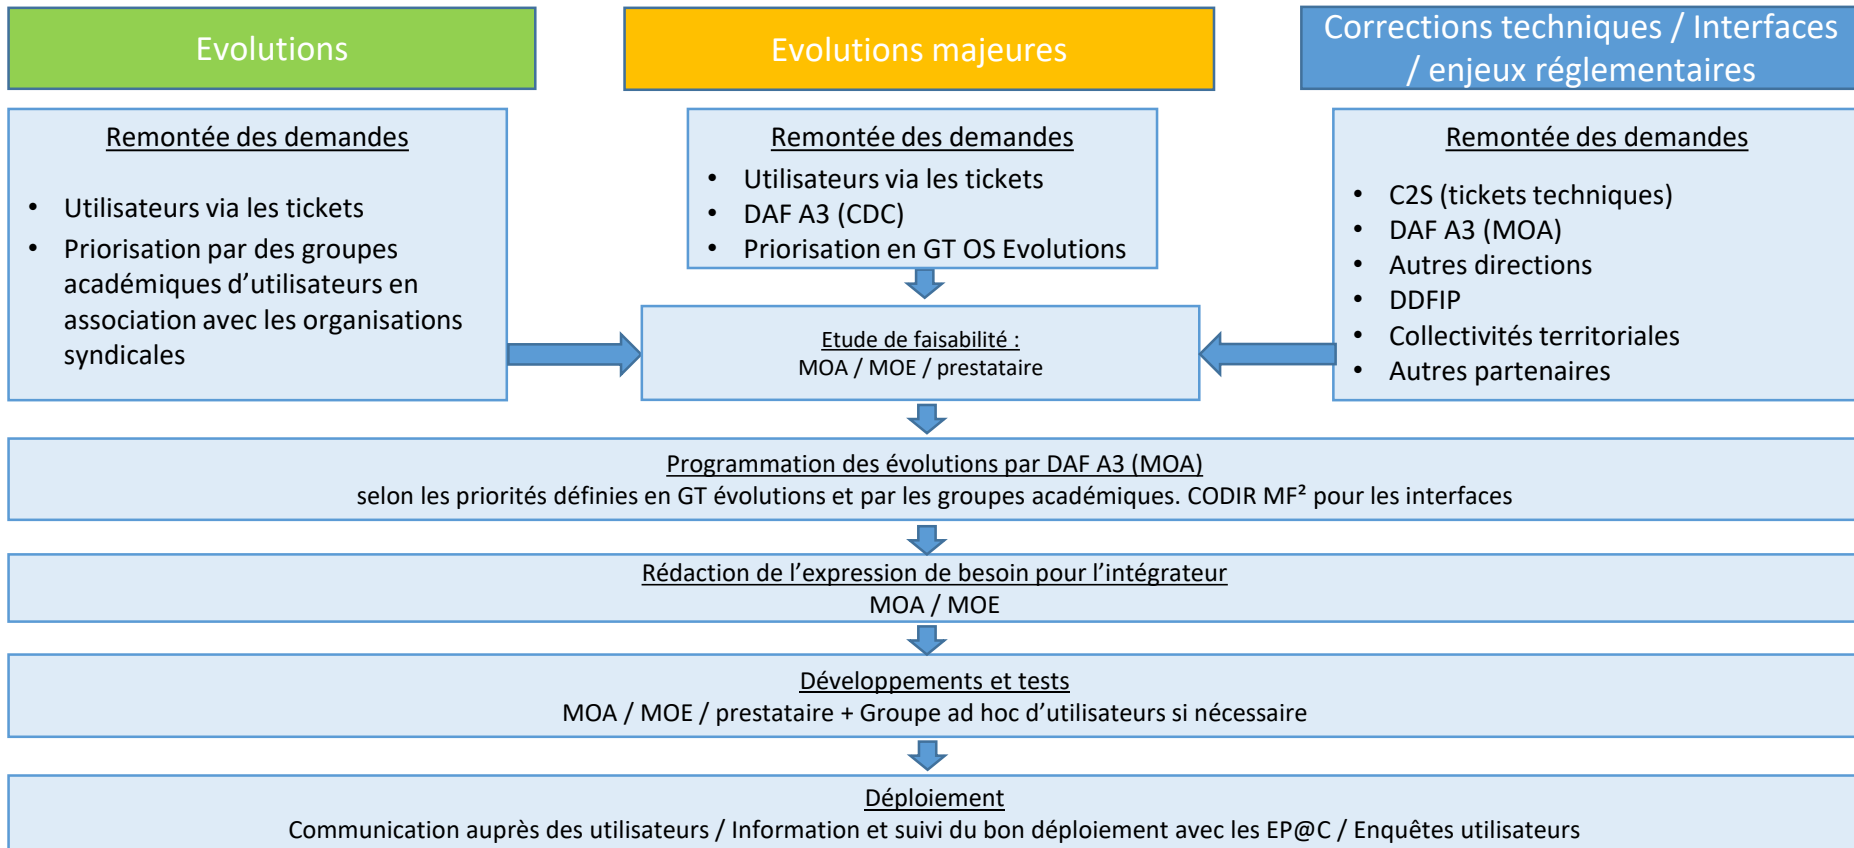 Evolutions
Evolutions majeures
Corrections techniques / Interfaces
/ enjeux réglementaires
Remontée des demandes
• Utilisateurs via les tickets
• Priorisation par des groupes
académiques d’utilisateurs en
association avec les organisations
syndicales
Remontée des demandes
• Utilisateurs via les tickets
• DAF A3 (CDC)
• Priorisation en GT OS Evolutions
Remontée des demandes
• C2S (tickets techniques)
• DAF A3 (MOA)
• Autres directions
• DDFIP
• Collectivités territoriales
• Autres partenaires
Etude de faisabilité :
MOA / MOE / prestataire
Programmation des évolutions par DAF A3 (MOA)
selon les priorités définies en GT évolutions et par les groupes académiques. CODIR MF² pour les interfaces
Rédaction de l’expression de besoin pour l’intégrateur
MOA / MOE
Développements et tests
MOA / MOE / prestataire + Groupe ad hoc d’utilisateurs si nécessaire
Déploiement
Communication auprès des utilisateurs / Information et suivi du bon déploiement avec les EP@C / Enquêtes utilisateurs